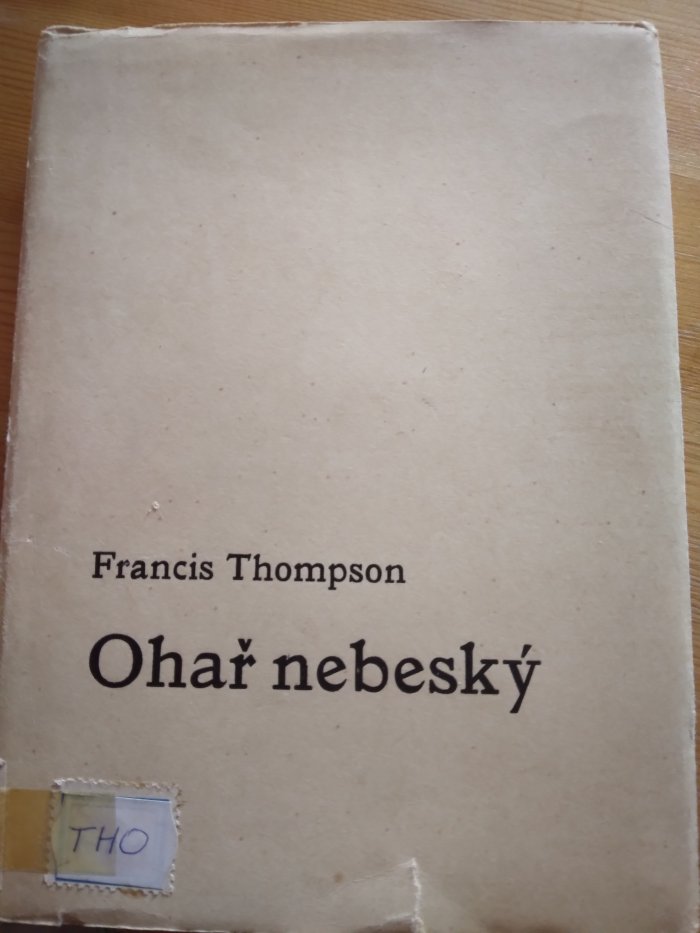 Francis Thompson
Ohař nebeský
THO